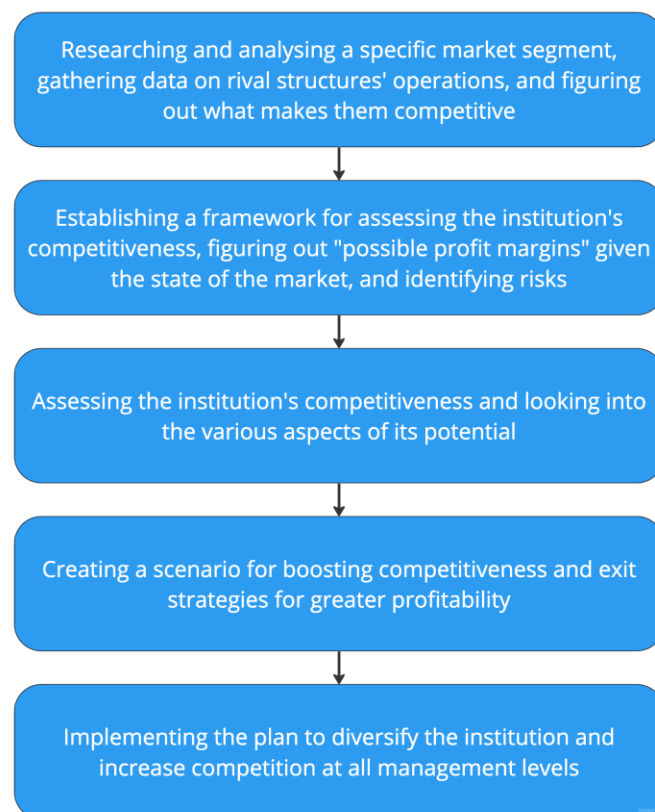 Researching and analysing a specific market segment,
gathering data on rival structures' operations, and figuring
out what makes them competitive
Establishing a framework for assessing the institution's
competitiveness, figuring out "possible profit margins" given
the state of the market, and identifying risks
Assessing the institution's competitiveness and looking into
the various aspects of its potential
Creating a scenario for boosting competitiveness and exit
strategies for greater profitability
Implementing the plan to diversify the institution and
increase competition at all management levels